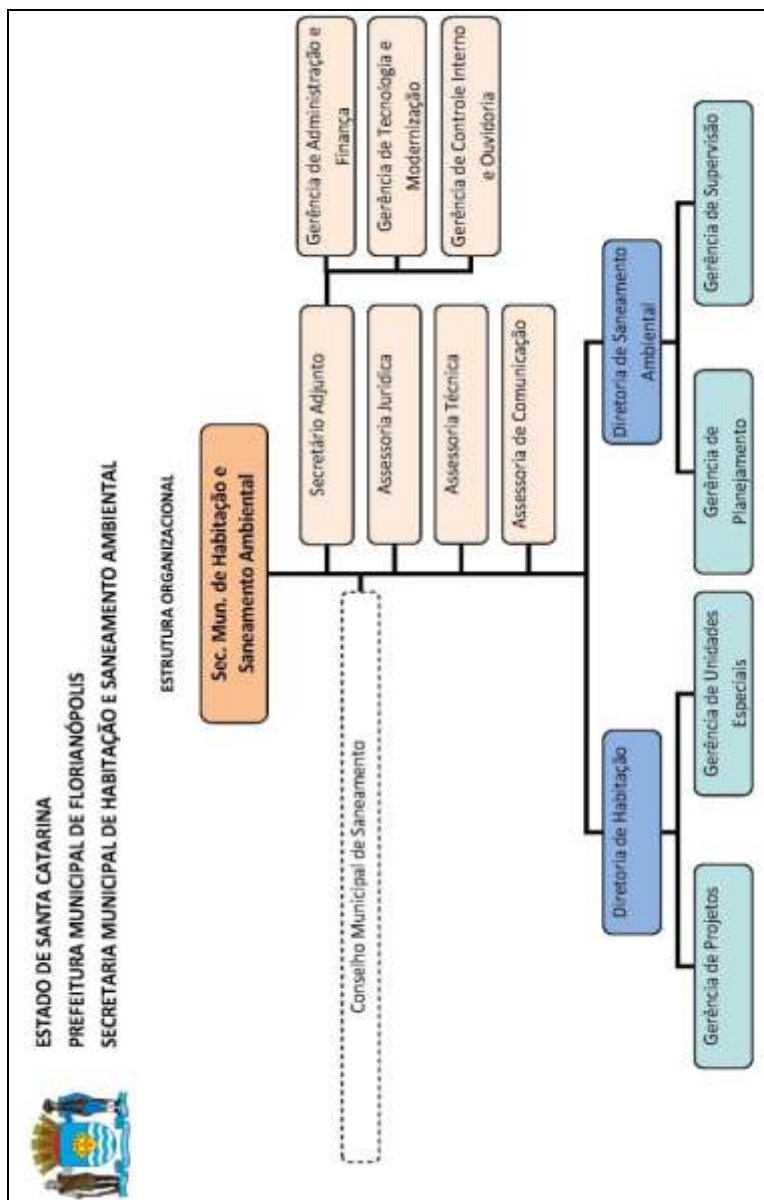 ESTADO DE SANTA CATARINA
PREFEITURA MUNICIPAL DE FLORIANÓPOLIS
SECRETARIA MUNICIPAL DE HABITAÇÃO E SANEAMENTO AMBIENTAL
ESTRUTURA ORGANIZACIONAL
Sec. Mun. de Habitação e
Saneamento Ambiental
Conselho Municipal de Saneamento
Secretário Adjunto
Assessoria Jurídica
Assessoria Técnica
Assessoria de Comunicação
Gerência de Administração e
Finança
Gerência de Tecnologia e
Modernização
Gerência de Controle Interno
e Ouvidoria
Diretoria de Habitação
Diretoria de Saneamento
Ambiental
Gerência de Projetos
Gerência de Unidades
Especiais
Gerência de
Planejamento
Gerência de Supervisão